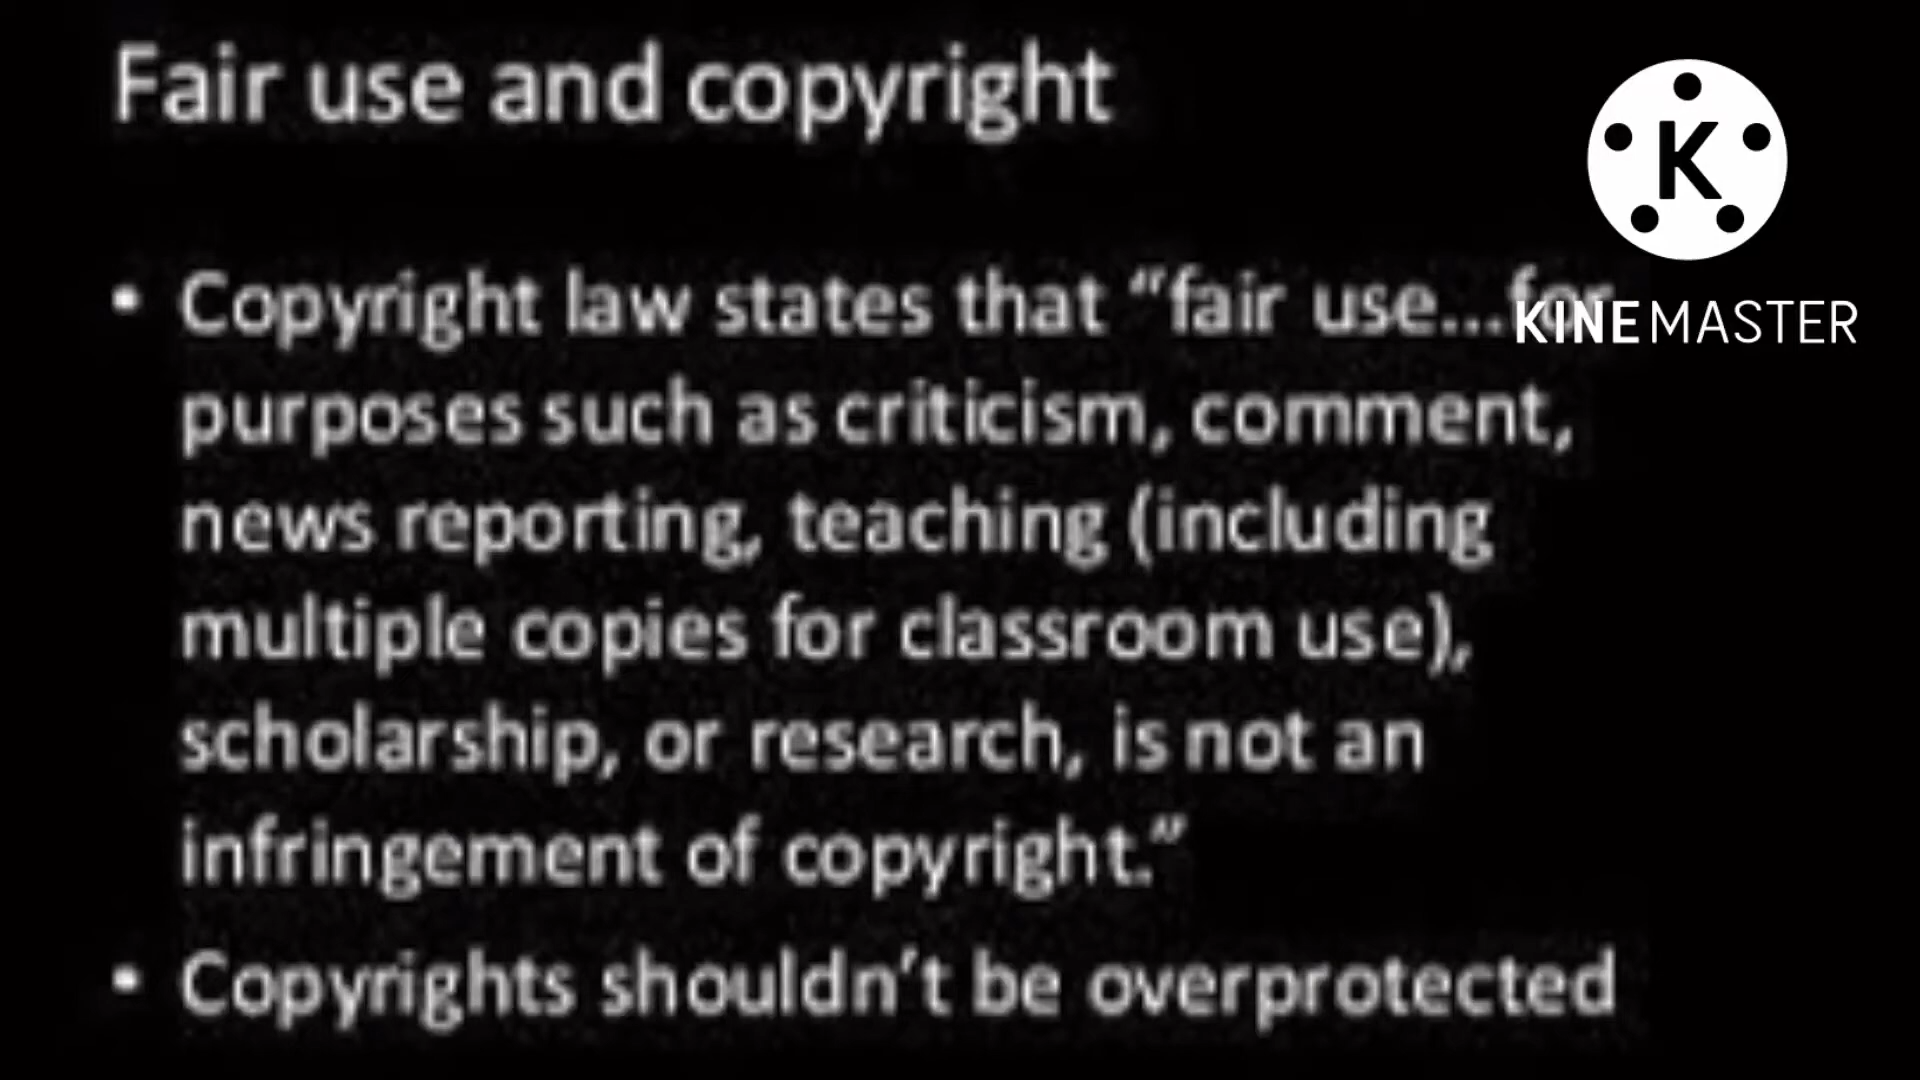 Fair use and copyright
• Copyright law states that “fair use...for
purposes such as criticism, comment,
news reporting, teaching (including
multiple copies for classroom use),
scholarship, or research, is not an
infringement of copyright.”
• Copyrights shouldn’t be overprotected
K
KINEMASTER